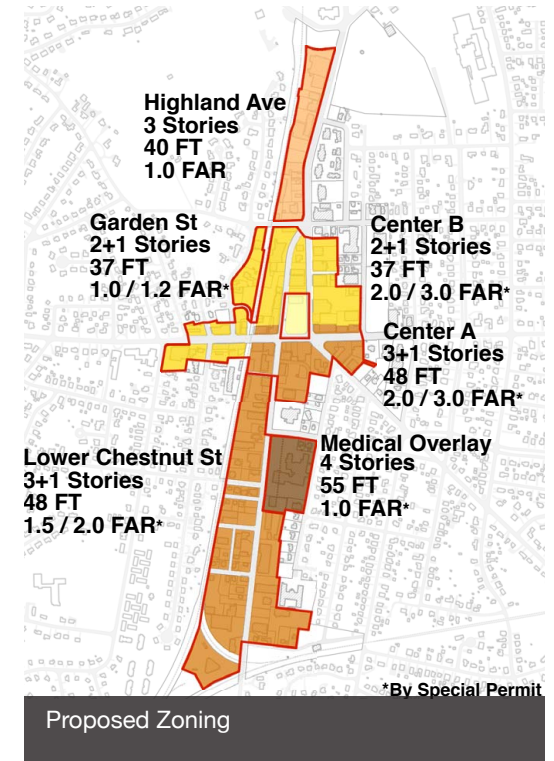 Highland Ave
3 Stories
40 FT
1.0 FAR
Garden St
2+1 Stories
37 FT
1.0 / 1.2 FAR*
Center B
2+1 Stories
37 FT
2.0 / 3.0 FAR*
Center A
3+1 Stories
48 FT
2.0 / 3.0 FAR*
Lower Chestnut St
3+1 Stories
48 FT
1.5 / 2.0 FAR*
Medical Overlay
4 Stories
55 FT
1.0 FAR*
*By Special Permit
Proposed Zoning